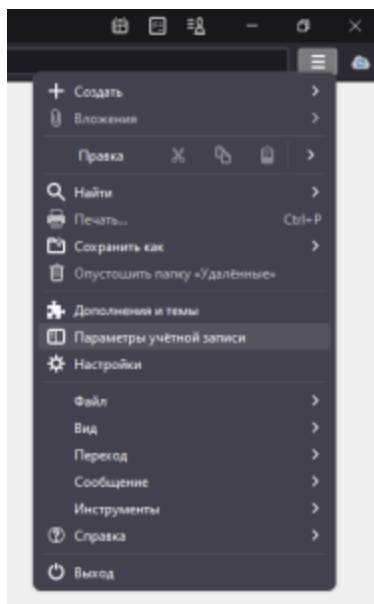 Создать
Вложения
Правка
Найти
Печать... Ctrl+P
Сохранить как
Опустошить папку «Удалённые»
Дополнения и темы
Параметры учётной записи
Настройки
Файл
Вид
Переход
Сообщение
Инструменты
Справка
Выход